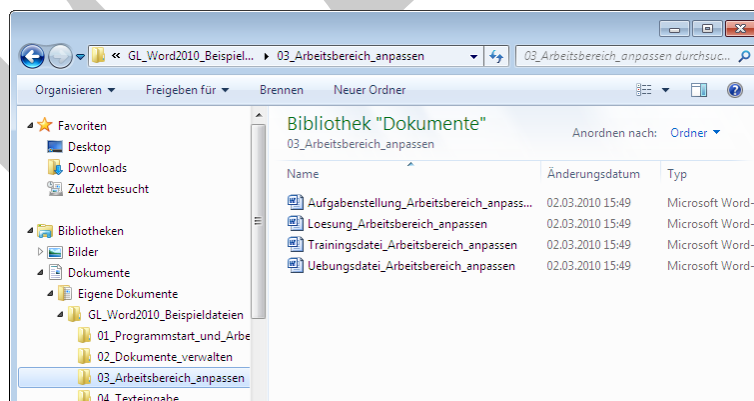 « GL_Word2010_Beispiel... ▸ 03_Arbeitsbereich_anpassen
03_Arbeitsbereich_anpassen durchsuc...
Organisieren Freigeben für Brennen Neuer Ordner
Favoriten
Desktop
Downloads
Zuletzt besucht
Bibliotheken
Bilder
Dokumente
Eigene Dokumente
GL_Word2010_Beispieldateien
01_Programmstart_und_Arbe
02_Dokumente_verwalten
03_Arbeitsbereich_anpassen
04_Texteingabe
Bibliothek "Dokumente"
03_Arbeitsbereich_anpassen
Anordnen nach: Ordner
Name Änderungsdatum Typ
Aufgabenstellung_Arbeitsbereich_anpass... 02.03.2010 15:49 Microsoft Word-
Loesung_Arbeitsbereich_anpassen 02.03.2010 15:49 Microsoft Word-
Trainingsdatei_Arbeitsbereich_anpassen 02.03.2010 15:49 Microsoft Word-
Uebungsdatei_Arbeitsbereich_anpassen 02.03.2010 15:49 Microsoft Word-